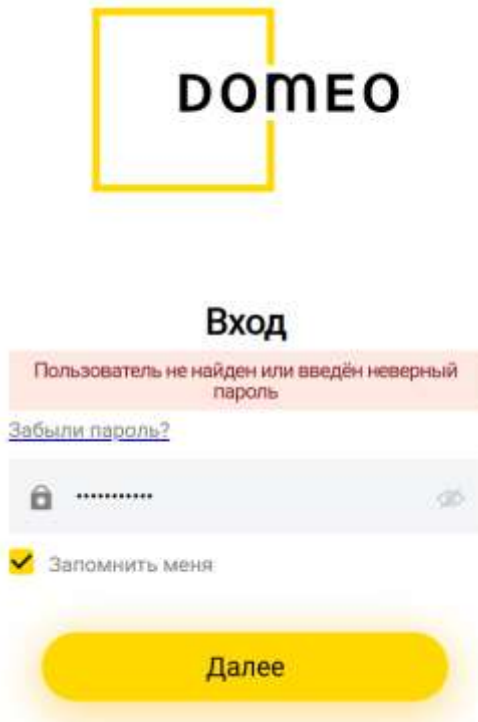 DOMEO
Вход
Пользователь не найден или введён неверный
пароль
Забыли пароль?
•••••••••••
Запомнить меня
Далее